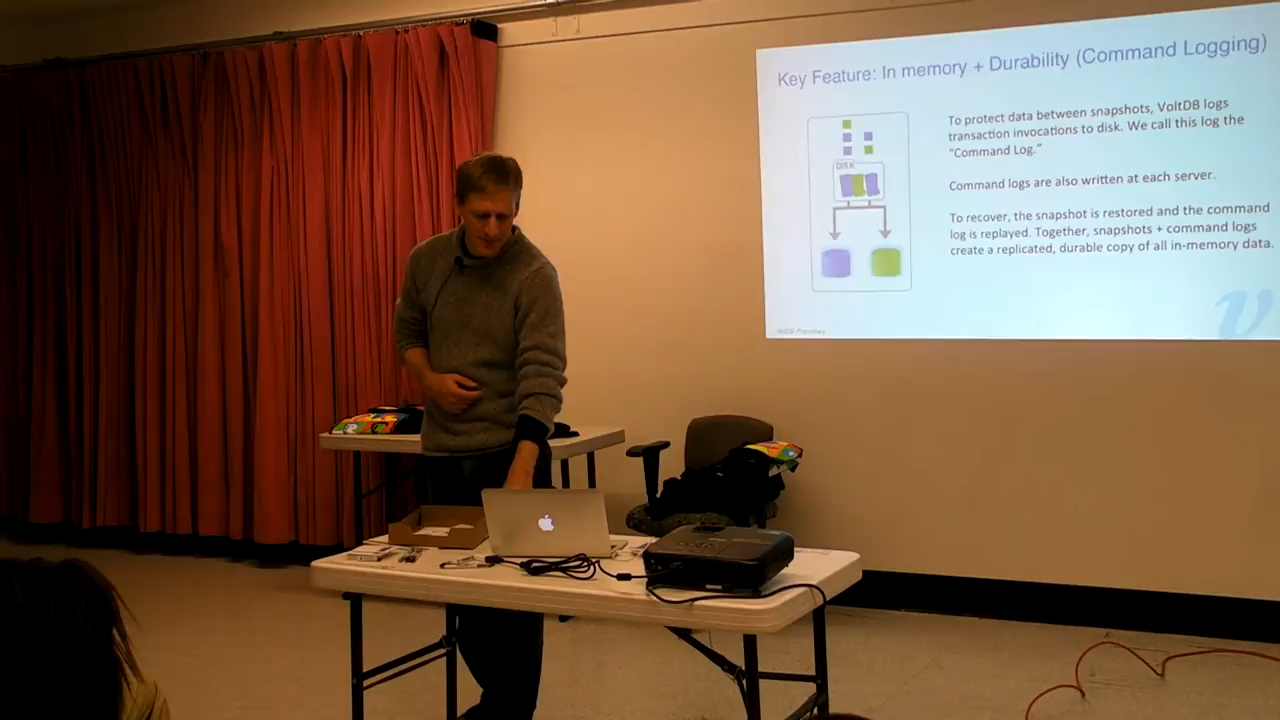 Key Feature: In memory + Durability (Command Logging)
To protect data between snapshots, VoltDB logs
transaction invocations to disk. We call this log the
"Command Log."
Command logs are also written at each server.
To recover, the snapshot is restored and the command
log is replayed. Together, snapshots + command logs
create a replicated, durable copy of all in-memory data.
DISK
VoltDB Proprietary